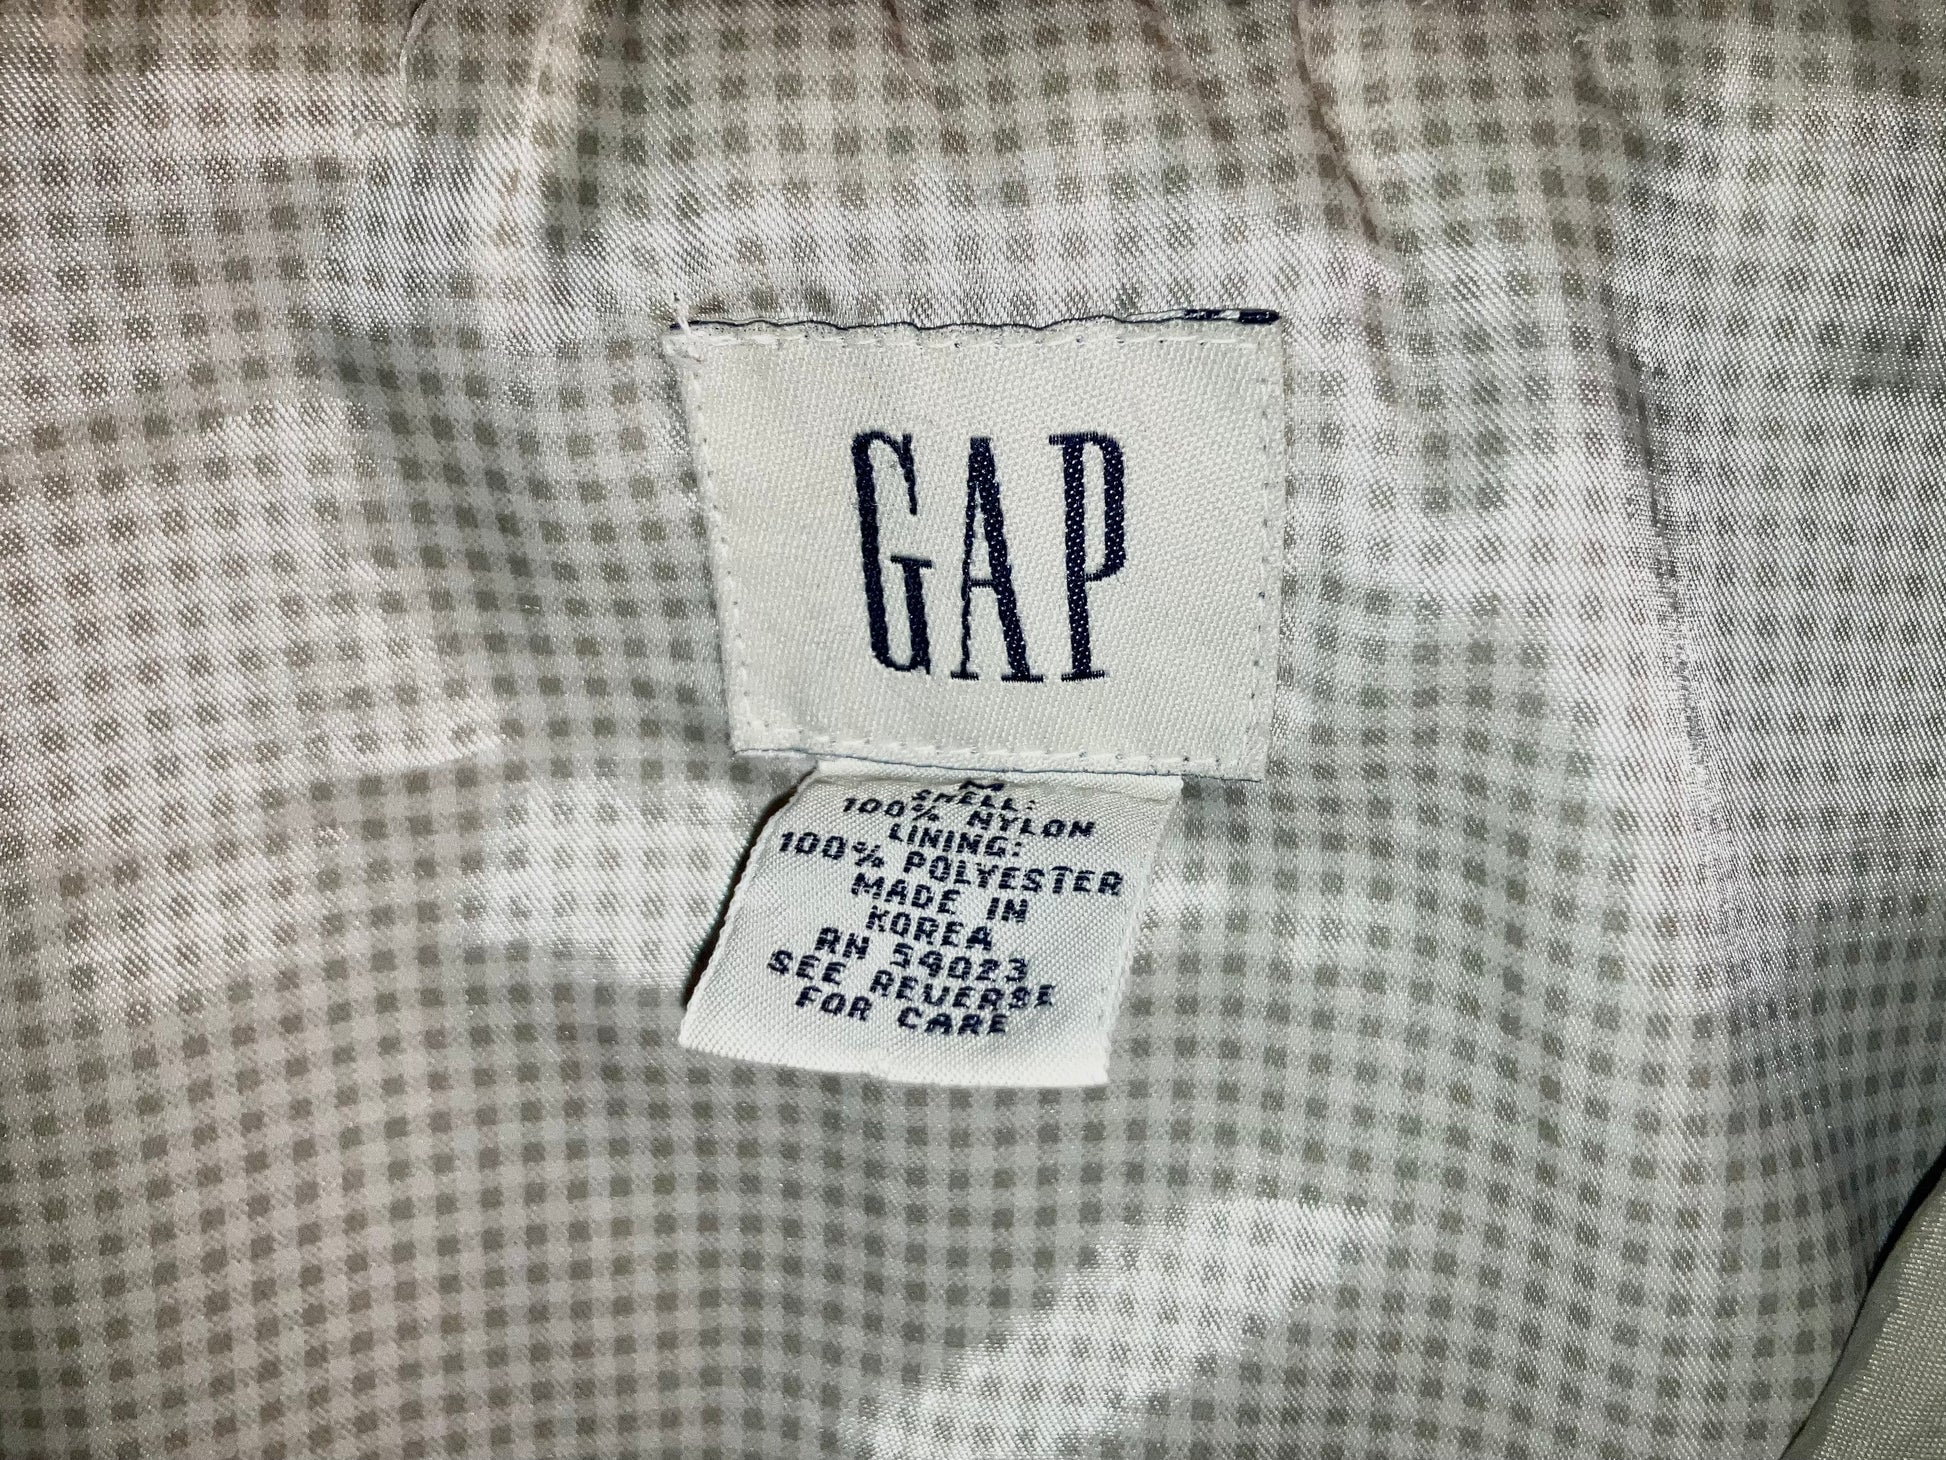 GAP
M
SHELL:
100% NYLON
LINING:
100% POLYESTER
MADE IN
KOREA
RN 54023
SEE REVERSE
FOR CARE